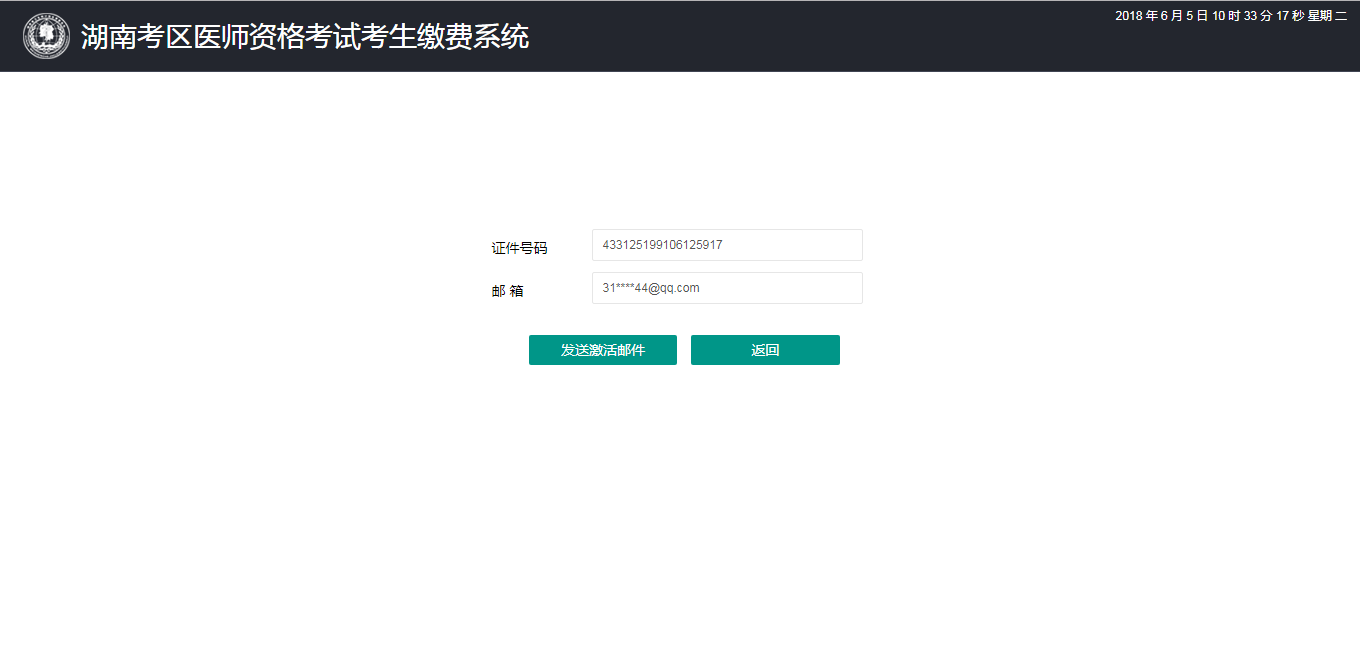 湖南考区医师资格考试考生缴费系统
2018 年 6 月 5 日 10 时 33 分 17 秒 星期 二
证件号码 433125199106125917
邮 箱 31****44@qq.com
发送激活邮件 返回